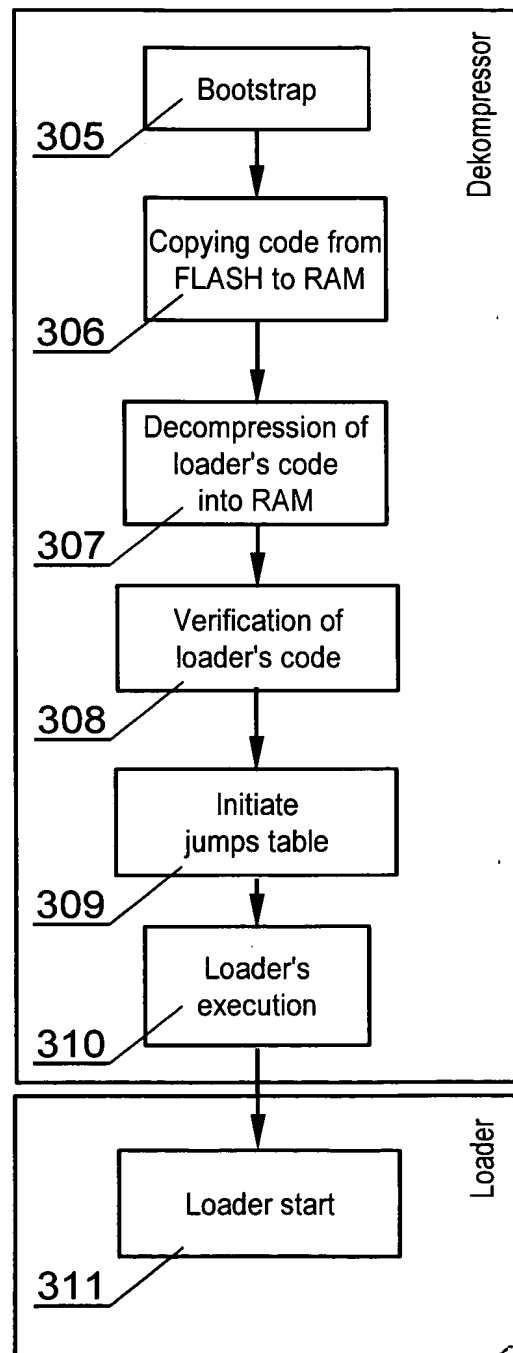 Dekompressor
Bootstrap
305
Copying code from
FLASH to RAM
306
Decompression of
loader's code
into RAM
307
Verification of
loader's code
308
Initiate
jumps table
309
Loader's
execution
310
Loader
Loader start
311